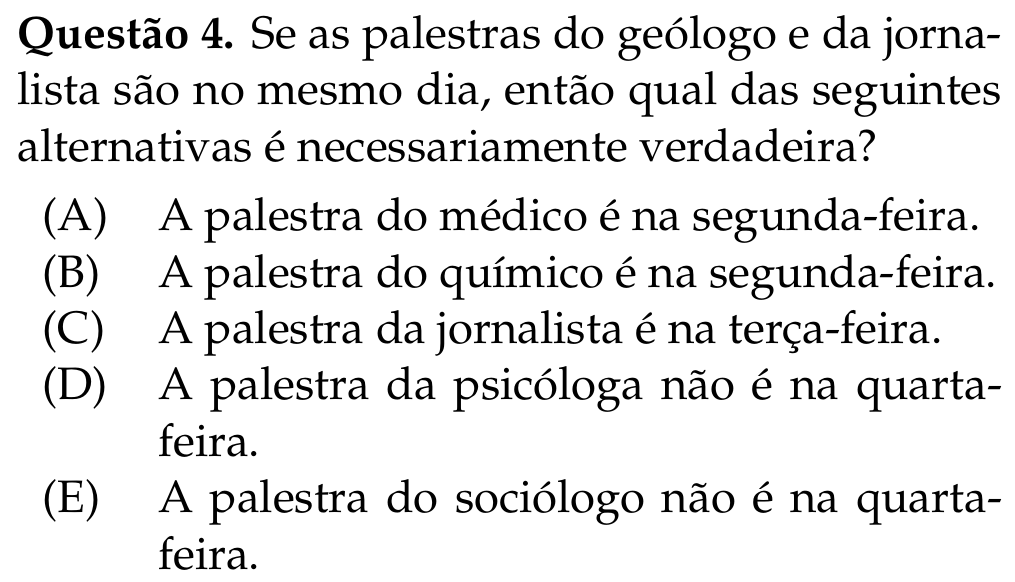 Questão 4. Se as palestras do geólogo e da jorna-
lista são no mesmo dia, então qual das seguintes
alternativas é necessariamente verdadeira?
(A) A palestra do médico é na segunda-feira.
(B) A palestra do químico é na segunda-feira.
(C) A palestra da jornalista é na terça-feira.
(D) A palestra da psicóloga não é na quarta-
feira.
(E) A palestra do sociólogo não é na quarta-
feira.